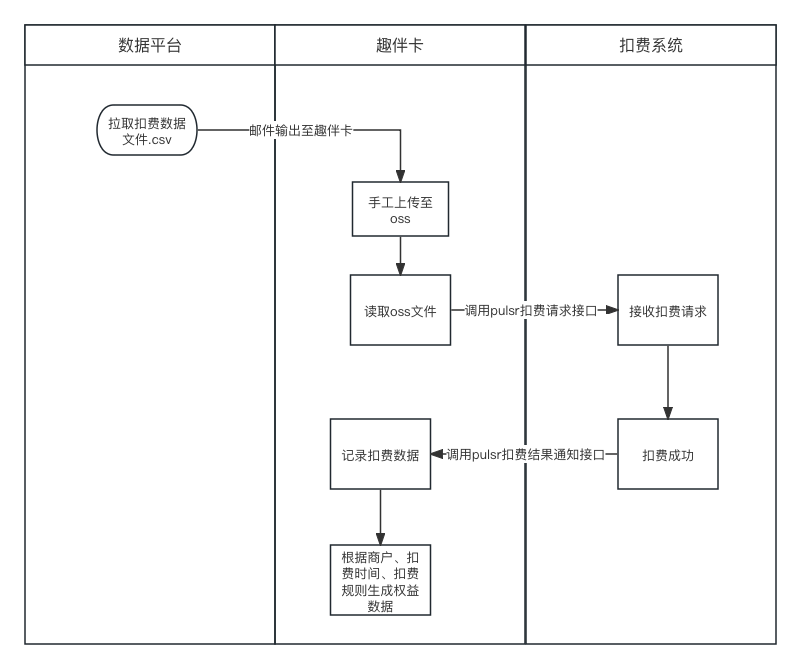 数据平台
趣伴卡
扣费系统
拉取扣费数据
文件.csv
邮件输出至趣伴卡
手工上传至
oss
读取oss文件
调用pulsr扣费请求接口
接收扣费请求
记录扣费数据
调用pulsr扣费结果通知接口
扣费成功
根据商户、扣
费时间、扣费
规则生成权益
数据